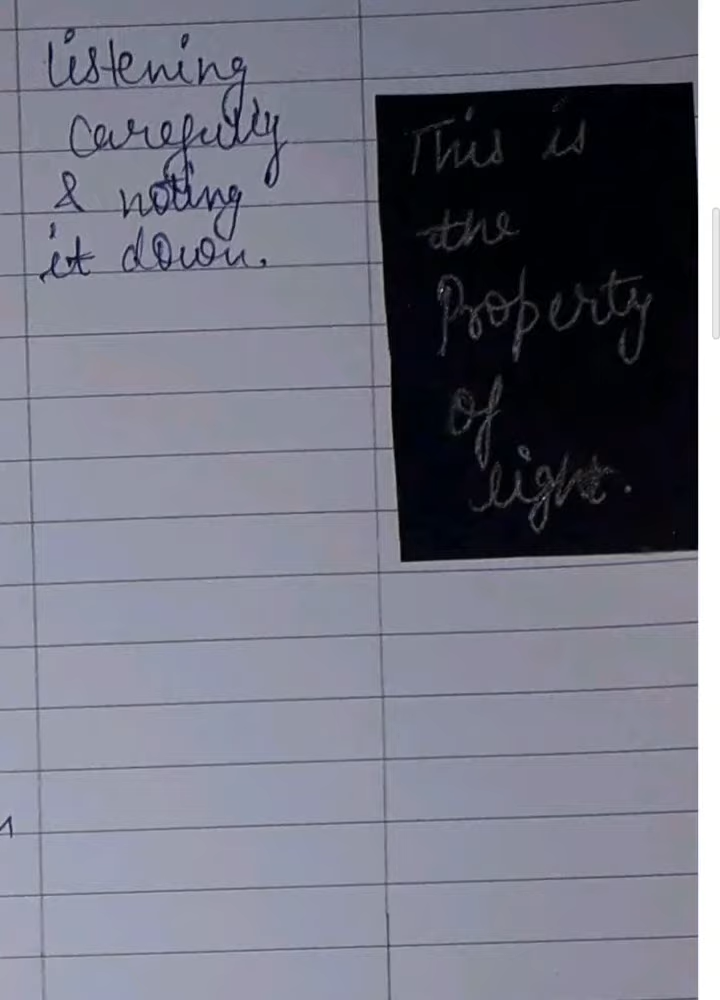 listening
carefully
& noting
it down.
This is
the
Property
of
light.